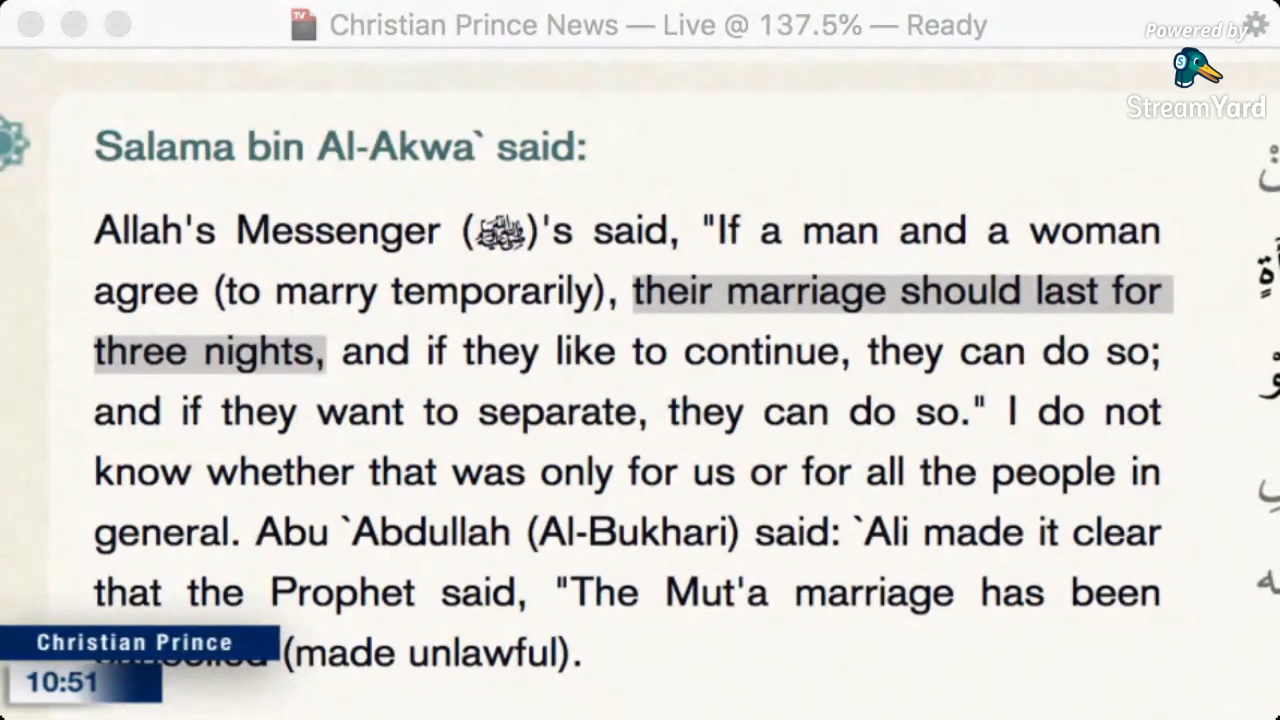 Christian Prince News — Live @ 137.5% — Ready
Powered by
StreamYard
Salama bin Al-Akwa` said:
Allah's Messenger (ﷺ)'s said, "If a man and a woman
agree (to marry temporarily), their marriage should last for
three nights, and if they like to continue, they can do so;
and if they want to separate, they can do so." I do not
know whether that was only for us or for all the people in
general. Abu `Abdullah (Al-Bukhari) said: `Ali made it clear
that the Prophet said, "The Mut'a marriage has been
(made unlawful).
Christian Prince
10:51